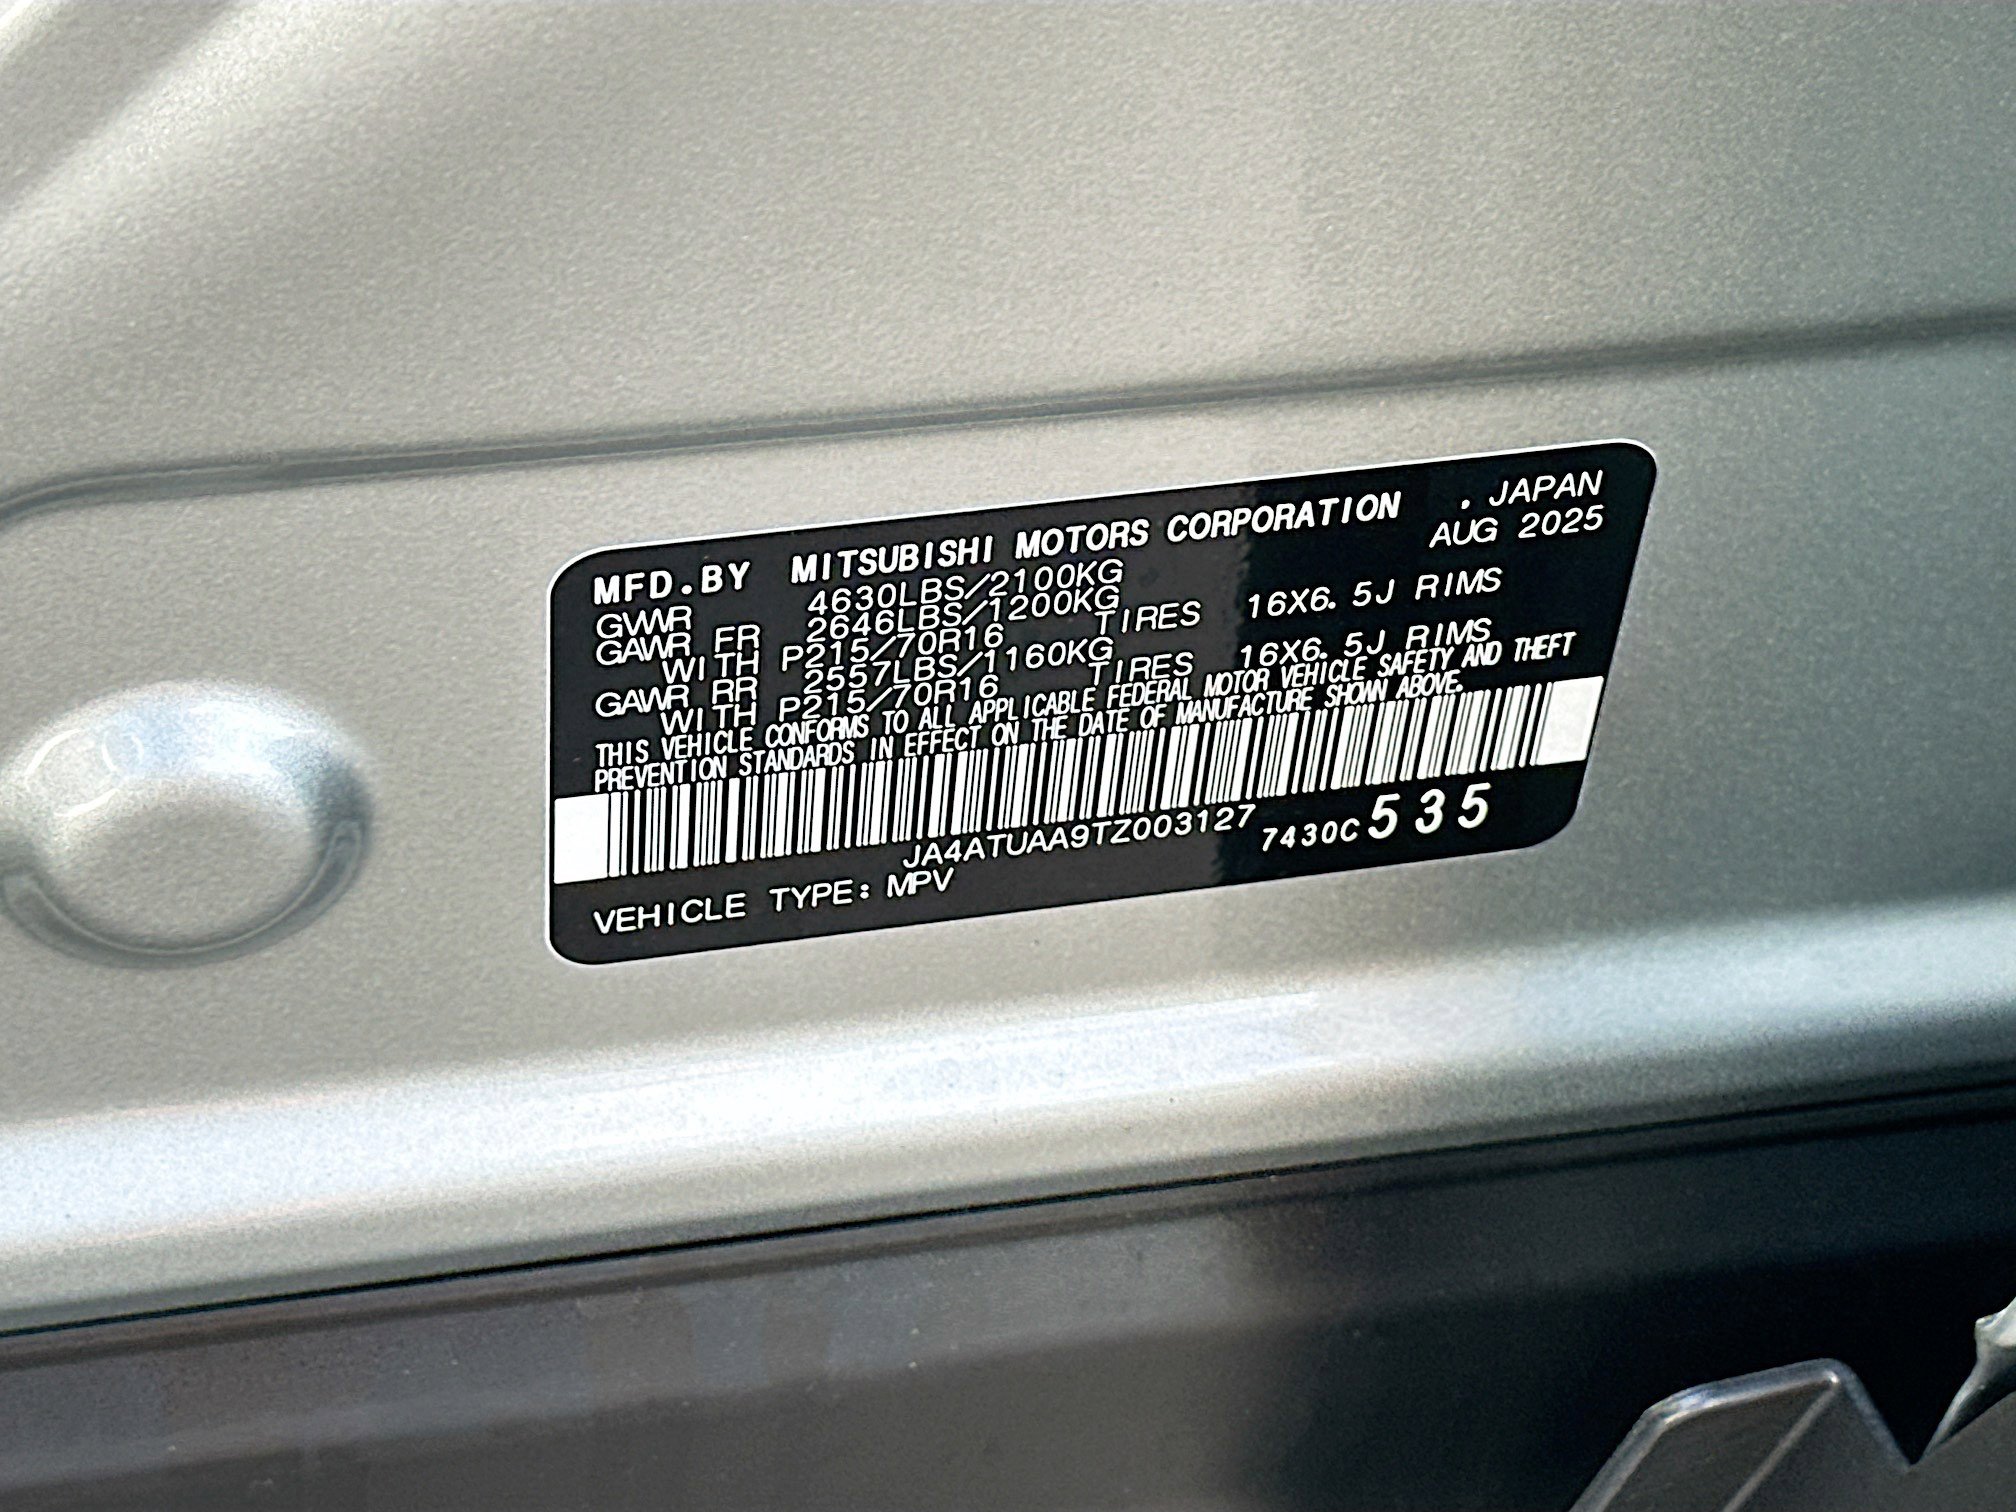 MFD.BY MITSUBISHI MOTORS CORPORATION . JAPAN
AUG 2025
GVWR 4630LBS/2100KG
GAWR FR 2646LBS/1200KG
WITH P215/70R16 TIRES 16X6.5J RIMS
GAWR RR 2557LBS/1160KG
WITH P215/70R16 TIRES 16X6.5J RIMS
THIS VEHICLE CONFORMS TO ALL APPLICABLE FEDERAL MOTOR VEHICLE SAFETY AND THEFT
PREVENTION STANDARDS IN EFFECT ON THE DATE OF MANUFACTURE SHOWN ABOVE.
JA4ATUAA9TZ003127 7430C 535
VEHICLE TYPE: MPV